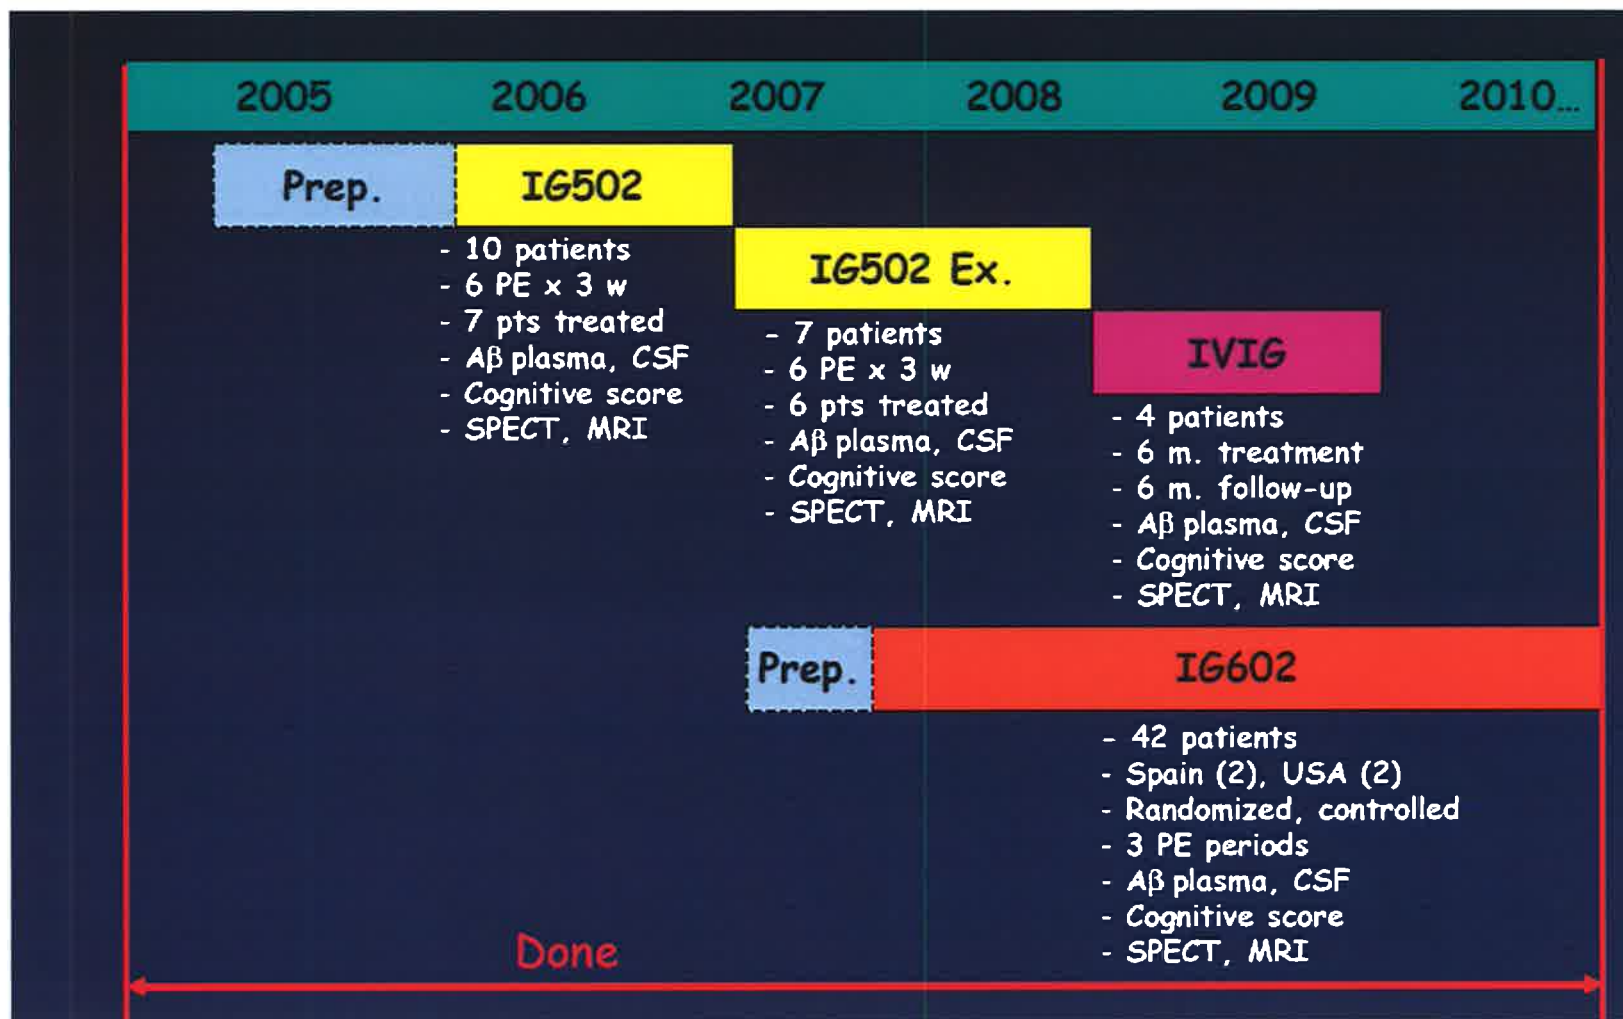 2005 2006 2007 2008 2009 2010...
Prep. IG502
- 10 patients
- 6 PE x 3 w
- 7 pts treated
- Aβ plasma, CSF
- Cognitive score
- SPECT, MRI
IG502 Ex.
- 7 patients
- 6 PE x 3 w
- 6 pts treated
- Aβ plasma, CSF
- Cognitive score
- SPECT, MRI
IVIG
- 4 patients
- 6 m. treatment
- 6 m. follow-up
- Aβ plasma, CSF
- Cognitive score
- SPECT, MRI
Prep. IG602
- 42 patients
- Spain (2), USA (2)
- Randomized, controlled
- 3 PE periods
- Aβ plasma, CSF
- Cognitive score
- SPECT, MRI
Done